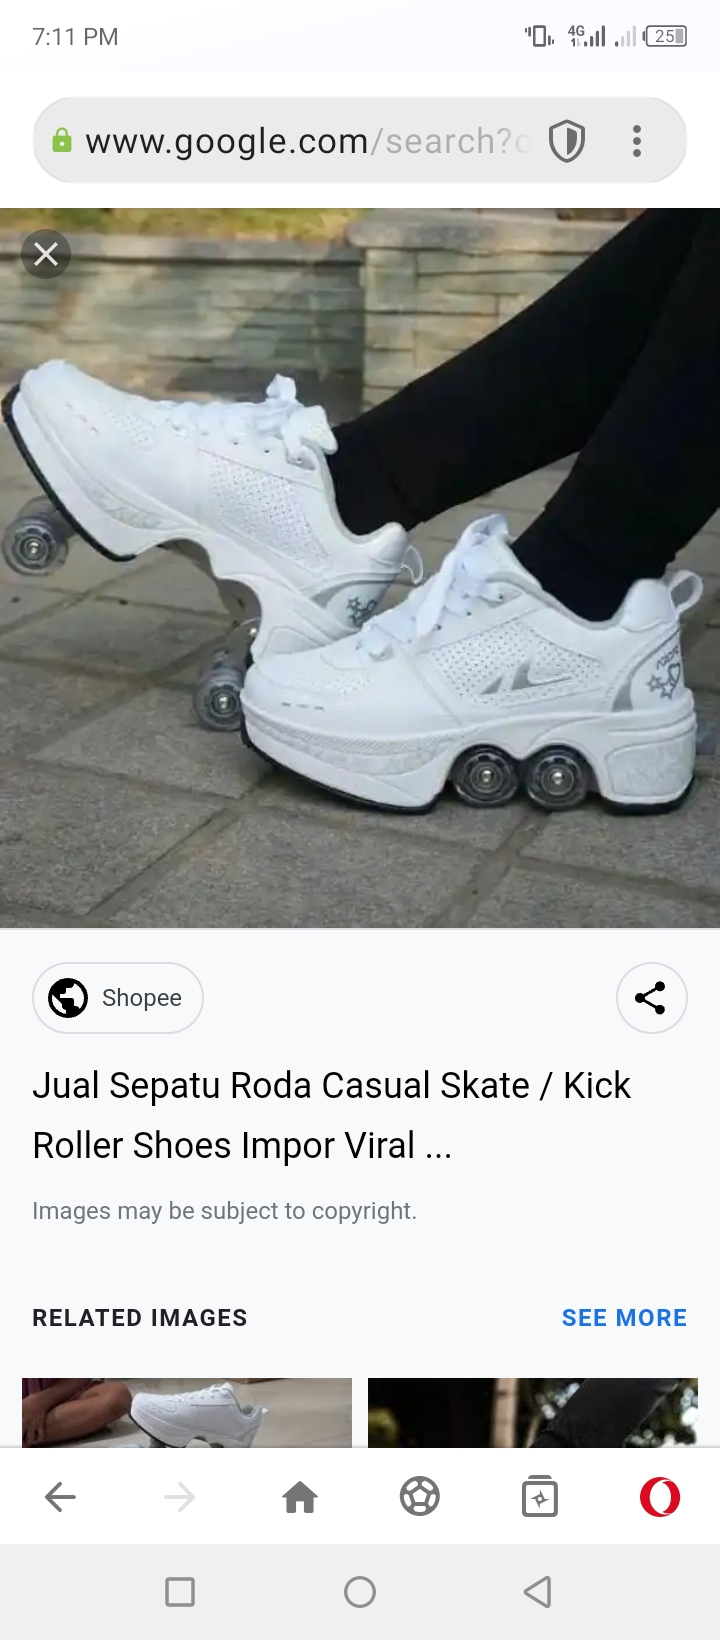 7:11 PM
4G
25
www.google.com/search?
Shopee
Jual Sepatu Roda Casual Skate / Kick
Roller Shoes Impor Viral ...
Images may be subject to copyright.
RELATED IMAGES
SEE MORE